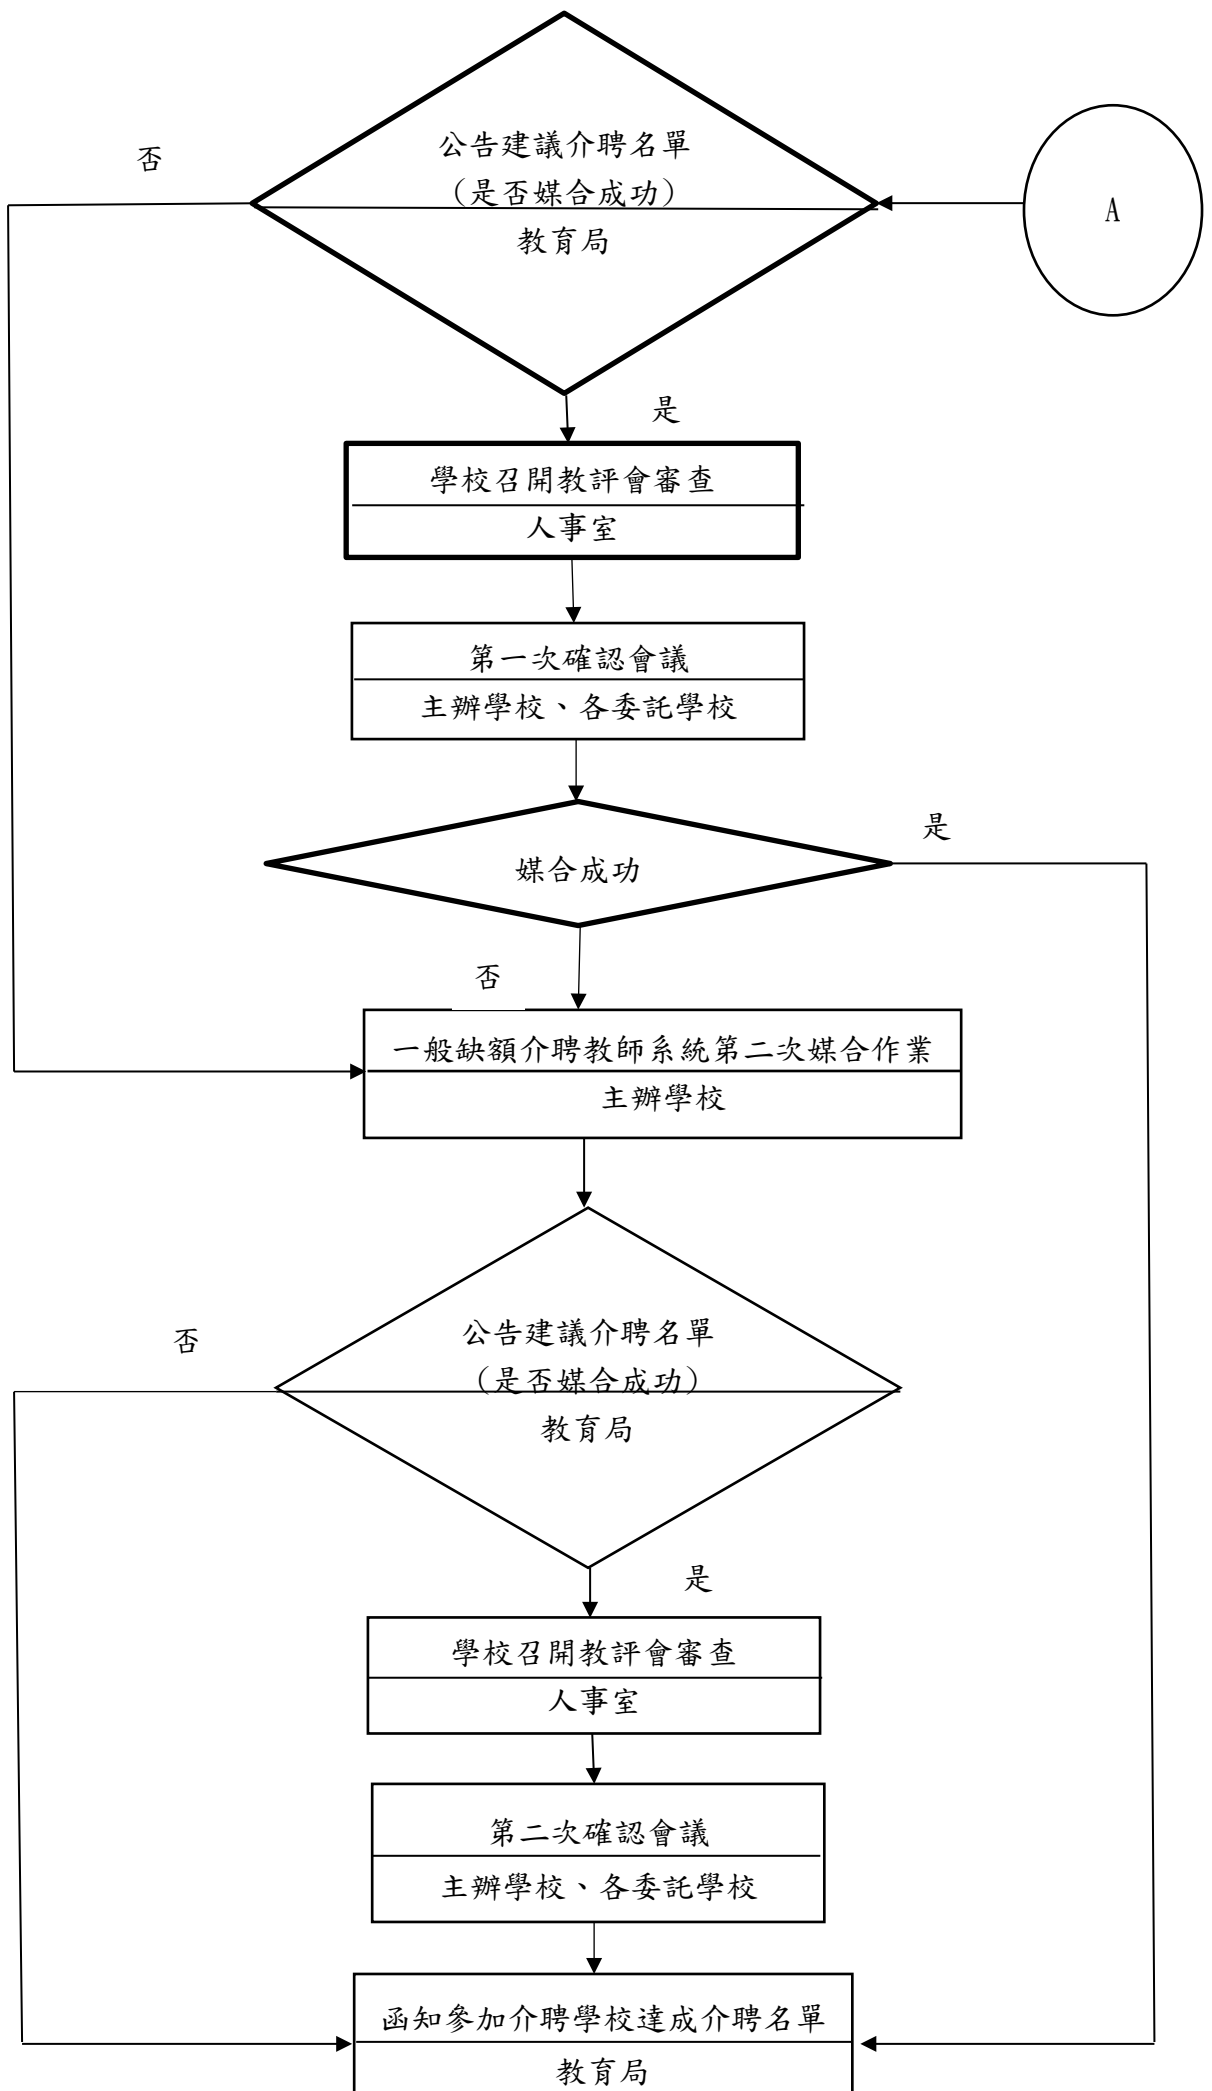 公告建議介聘名單
否
（是否媒合成功）
教育局
A
是
學校召開教評會審查
人事室
第一次確認會議
主辦學校、各委託學校
是
媒合成功
否
一般缺額介聘教師系統第二次媒合作業
主辦學校
公告建議介聘名單
否
（是否媒合成功）
教育局
是
學校召開教評會審查
人事室
第二次確認會議
主辦學校、各委託學校
函知參加介聘學校達成介聘名單
教育局